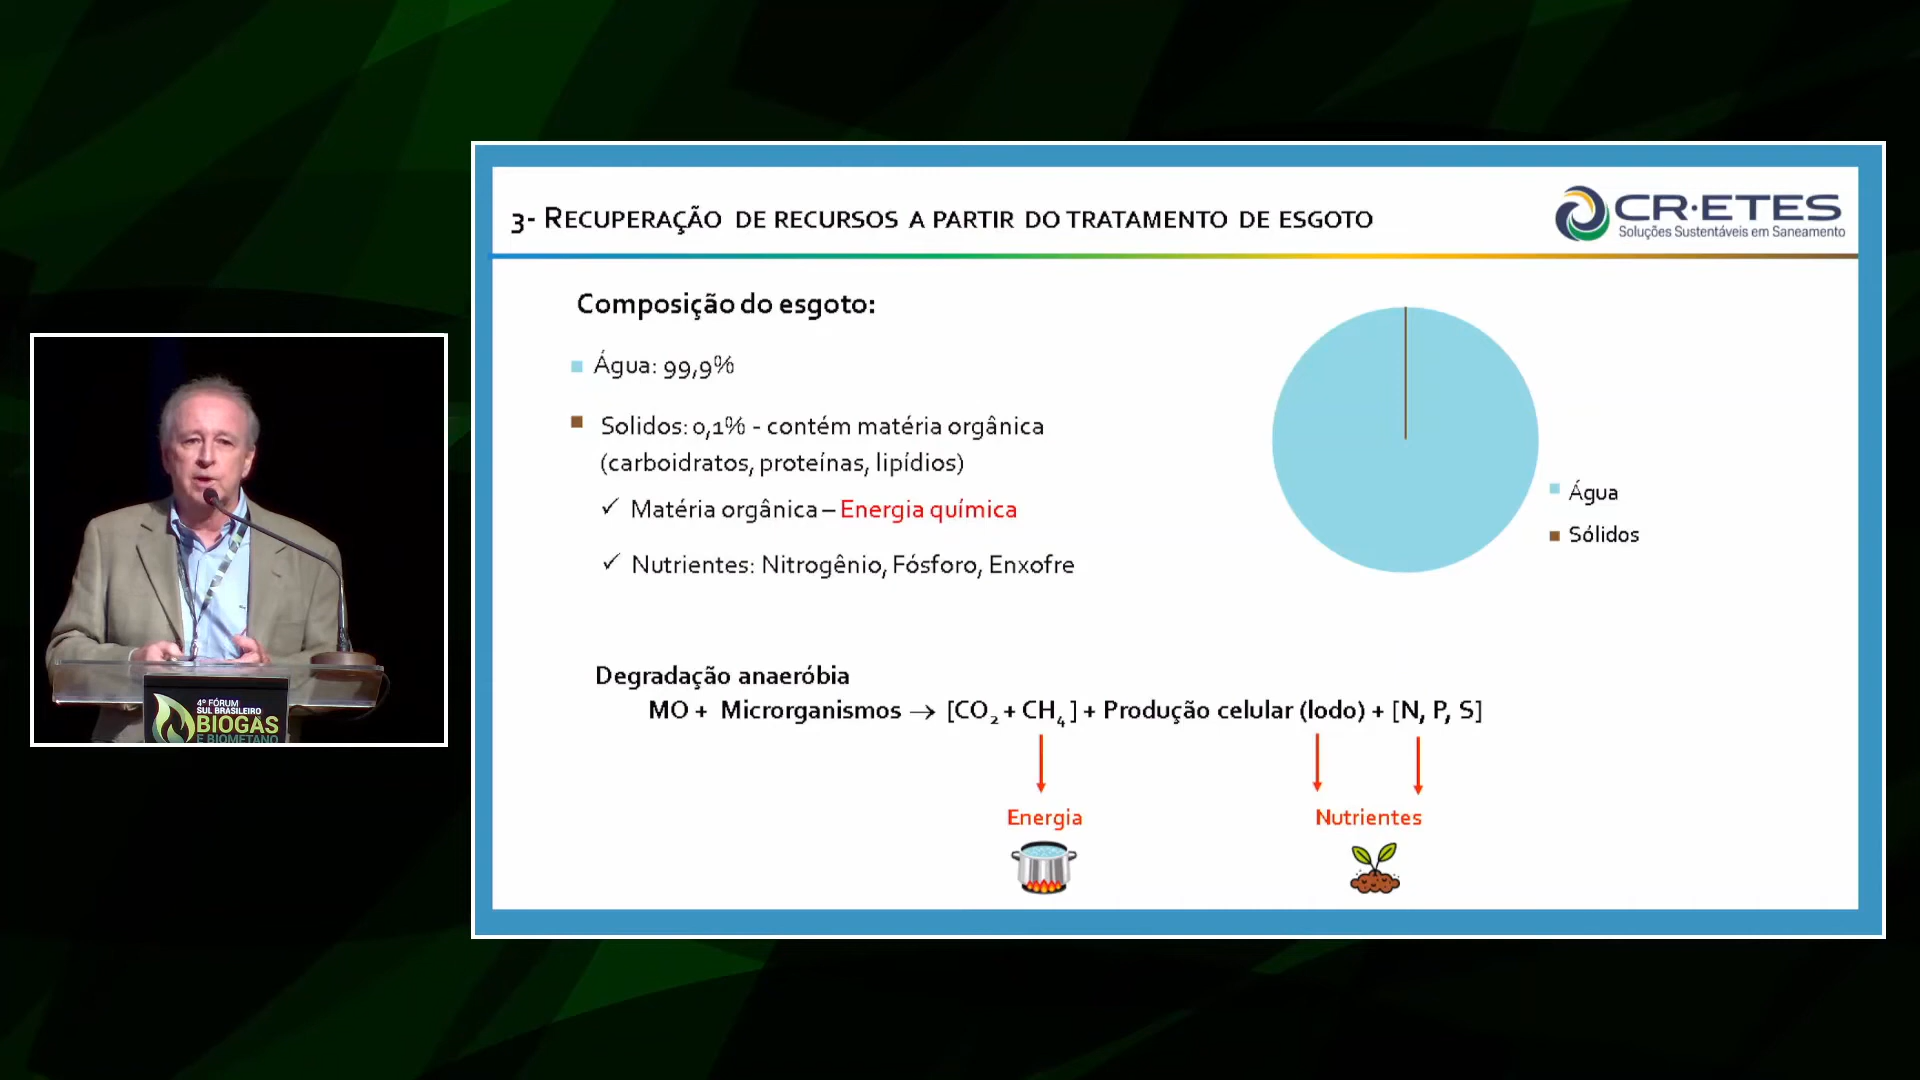 3- RECUPERAÇÃO DE RECURSOS A PARTIR DO TRATAMENTO DE ESGOTO
CR·ETES
Soluções Sustentáveis em Saneamento
Composição do esgoto:
Água: 99,9%
Solidos: 0,1% - contém matéria orgânica
(carboidratos, proteínas, lipídios)
✓ Matéria orgânica – Energia química
✓ Nutrientes: Nitrogênio, Fósforo, Enxofre
Água
Sólidos
Degradação anaeróbia
MO + Microrganismos → [CO₂ + CH₄] + Produção celular (lodo) + [N, P, S]
Energia
Nutrientes
4º FÓRUM
SUL BRASILEIRO
BIOGÁS
E BIOMETANO